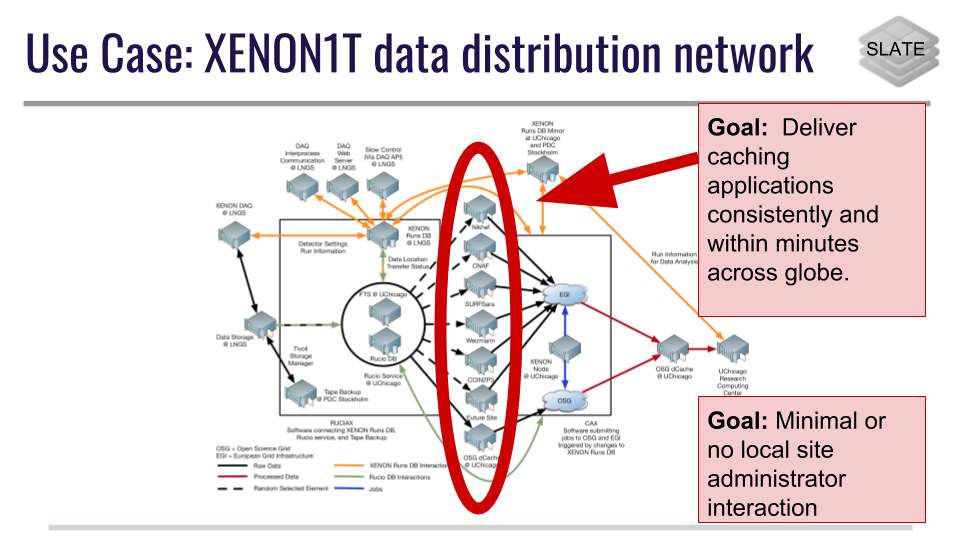 Use Case: XENON1T data distribution network
SLATE
Goal: Deliver
caching
applications
consistently and
within minutes
across globe.
Goal: Minimal or
no local site
administrator
interaction
DAQ
Interprocess
Communication
@ LNGS
DAQ
Web
Server
@ LNGS
Slow Control
(Via DAQ API)
@ LNGS
XENON
Runs DB Mirror
at UChicago
and PDC
Stockholm
XENON DAQ
@ LNGS
Detector Settings
Run Information
XENON
Runs DB
@ LNGS
Data Location
Transfer Status
Run Information
for Data Analysis
Nikhef
CNAF
SURFSara
Weizmann
CCIN2P3
Future Site
OSG dCache
@ UChicago
FTS @ UChicago
Rucio DB
Rucio Service
@ UChicago
Data Storage
@ LNGS
Tivoli
Storage
Manager
Tape Backup
@ PDC Stockholm
EGI
XENON
Node
@ UChicago
OSG
OSG dCache
@ UChicago
UChicago
Research
Computing
Center
RUCIAX
Software connecting XENON Runs DB,
Rucio service, and Tape Backup
CAX
Software submitting
jobs to OSG and EGI
triggered by changes to
XENON Runs DB
OSG = Open Science Grid
EGI = European Grid Infrastructure
Raw Data
Processed Data
Random Selected Element
XENON Runs DB Interactions
Rucio DB Interactions
Jobs